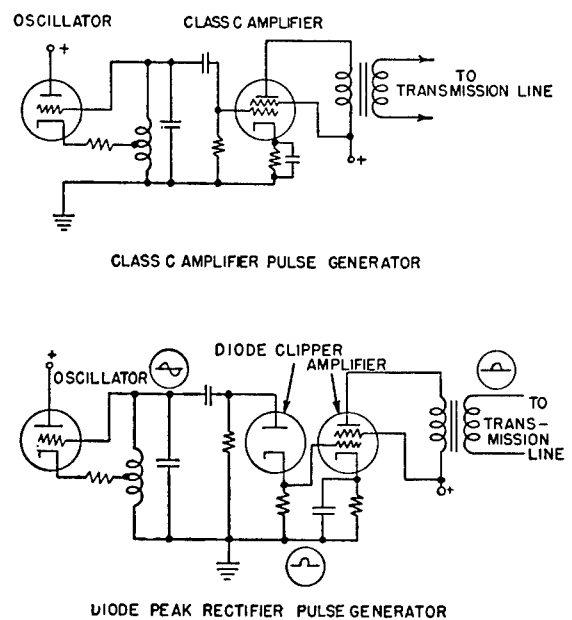 OSCILLATOR
CLASS C AMPLIFIER
+
TO
TRANSMISSION LINE
+
CLASS C AMPLIFIER PULSE GENERATOR
+
OSCILLATOR
DIODE CLIPPER
AMPLIFIER
TO
TRANS-
MISSION
LINE
+
DIODE PEAK RECTIFIER PULSE GENERATOR